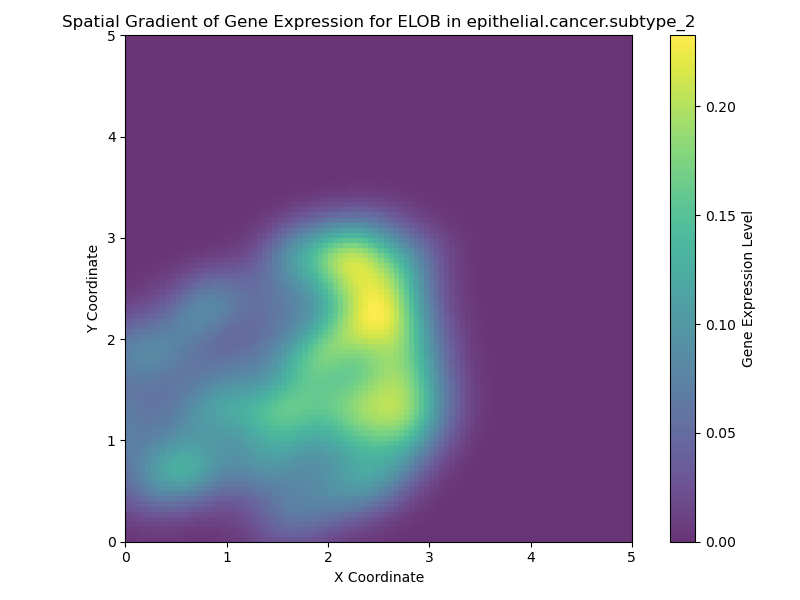 Spatial Gradient of Gene Expression for ELOB in epithelial.cancer.subtype_2
5
4
3
2
1
0
0 1 2 3 4 5
Y Coordinate
X Coordinate
0.20
0.15
0.10
0.05
0.00
Gene Expression Level